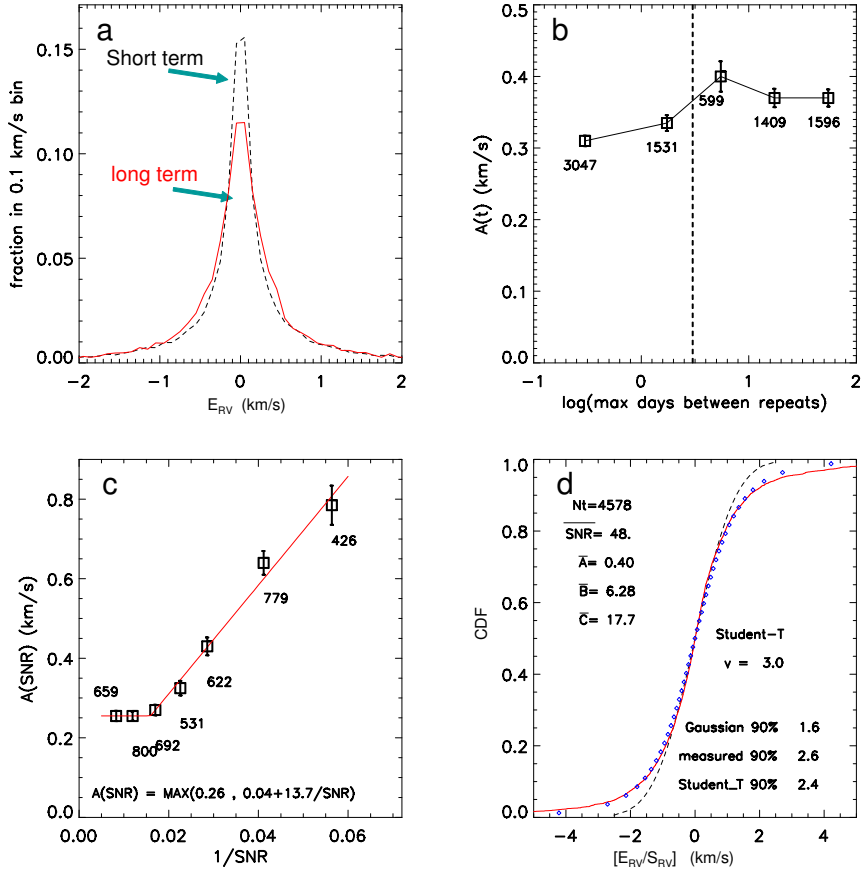 a
Short term
long term
fraction in 0.1 km/s bin
0.15
0.10
0.05
0.00
−2
−1
0
1
2
E_RV (km/s)
b
A(t) (km/s)
0.5
0.4
0.3
0.2
0.1
0.0
3047
1531
599
1409
1596
−1
0
1
2
log(max days between repeats)
c
A(SNR) (km/s)
0.8
0.6
0.4
0.2
0.0
426
779
622
531
659
800
692
A(SNR) = MAX(0.26 , 0.04+13.7/SNR)
0.00
0.02
0.04
0.06
1/SNR
d
CDF
1.0
0.8
0.6
0.4
0.2
0.0
Nt=4578
SNR = 48.
A = 0.40
B = 6.28
C = 17.7
Student−T
ν = 3.0
Gaussian 90% 1.6
measured 90% 2.6
Student_T 90% 2.4
−4
−2
0
2
4
[E_RV/S_RV] (km/s)